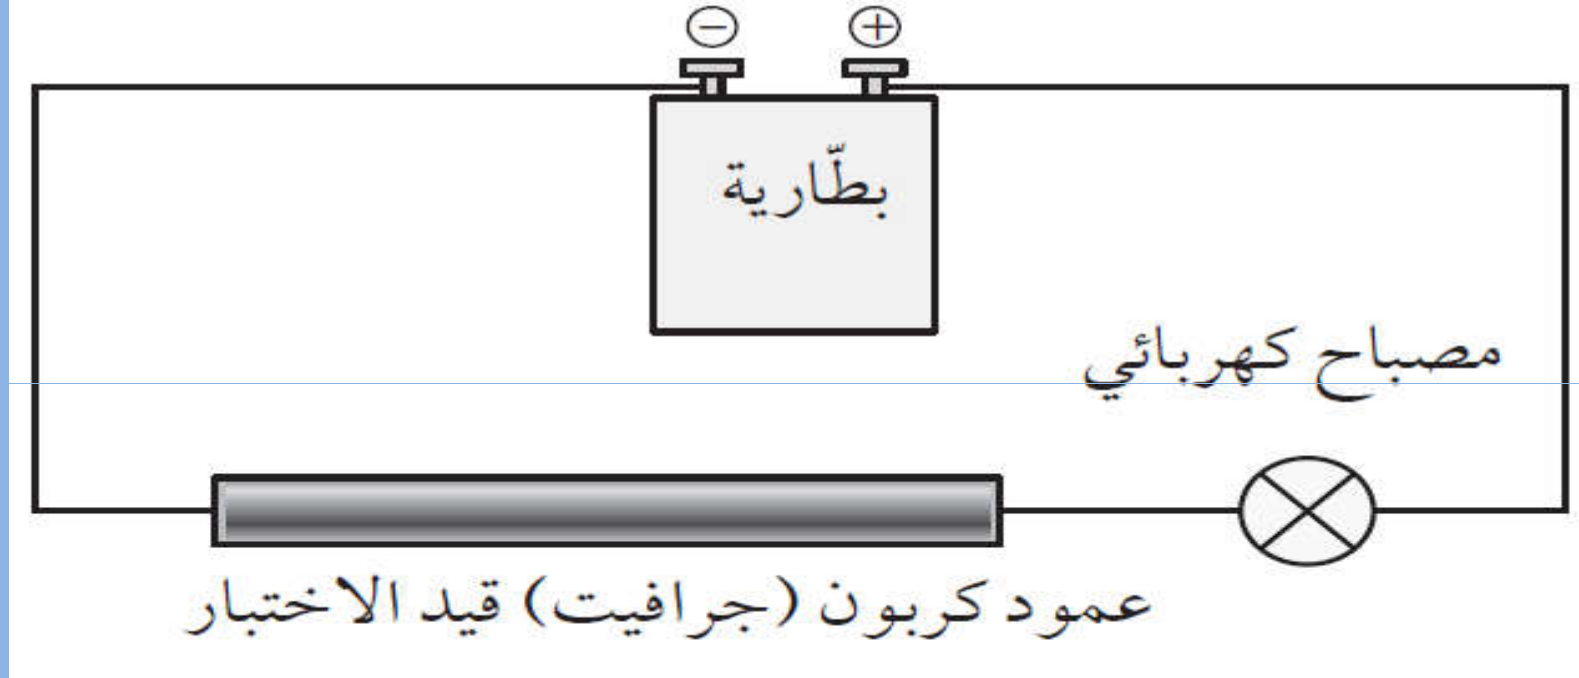 − +
بطّارية
مصباح كهربائي
عمود كربون (جرافيت) قيد الاختبار